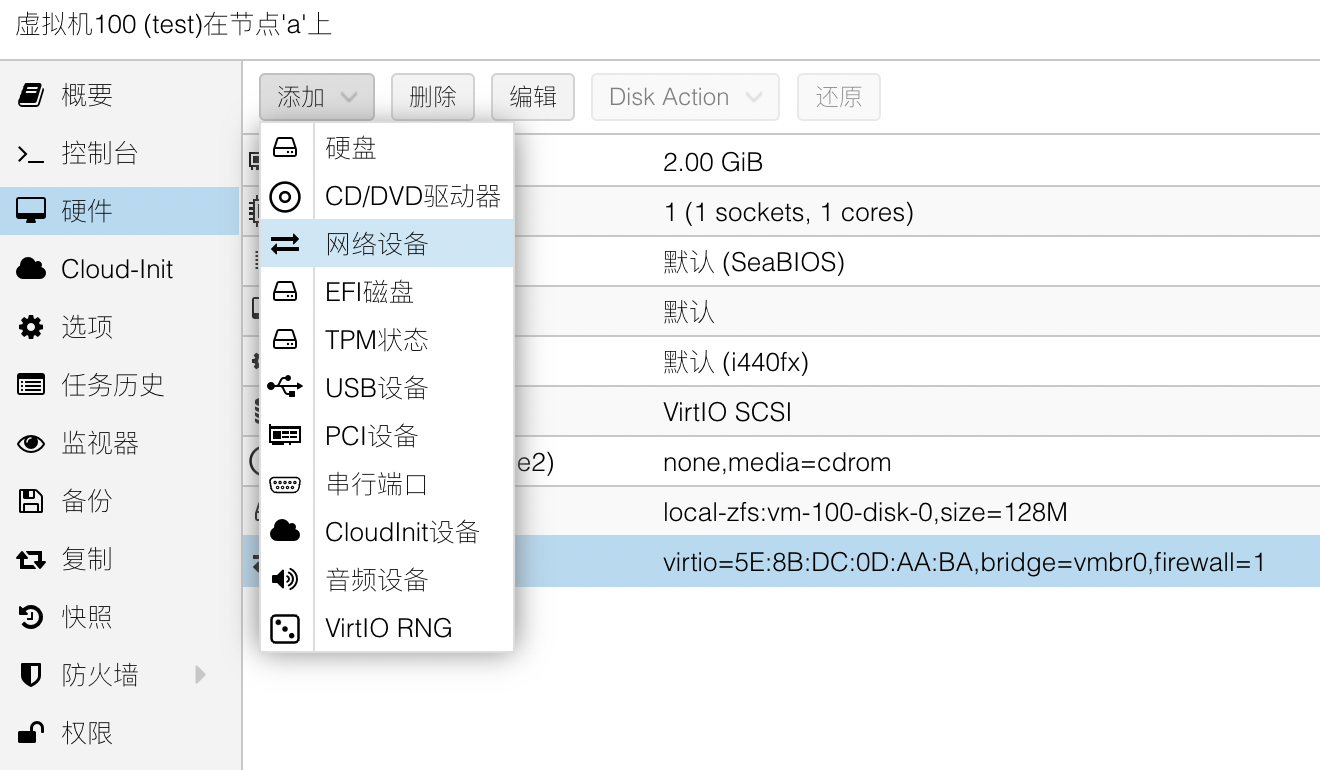 虚拟机100 (test)在节点'a'上
概要
控制台
硬件
Cloud-Init
选项
任务历史
监视器
备份
复制
快照
防火墙
权限
添加 删除 编辑 Disk Action 还原
硬盘
CD/DVD驱动器
网络设备
EFI磁盘
TPM状态
USB设备
PCI设备
串行端口
CloudInit设备
音频设备
VirtIO RNG
2.00 GiB
1 (1 sockets, 1 cores)
默认 (SeaBIOS)
默认
默认 (i440fx)
VirtIO SCSI
e2) none,media=cdrom
local-zfs:vm-100-disk-0,size=128M
virtio=5E:8B:DC:0D:AA:BA,bridge=vmbr0,firewall=1